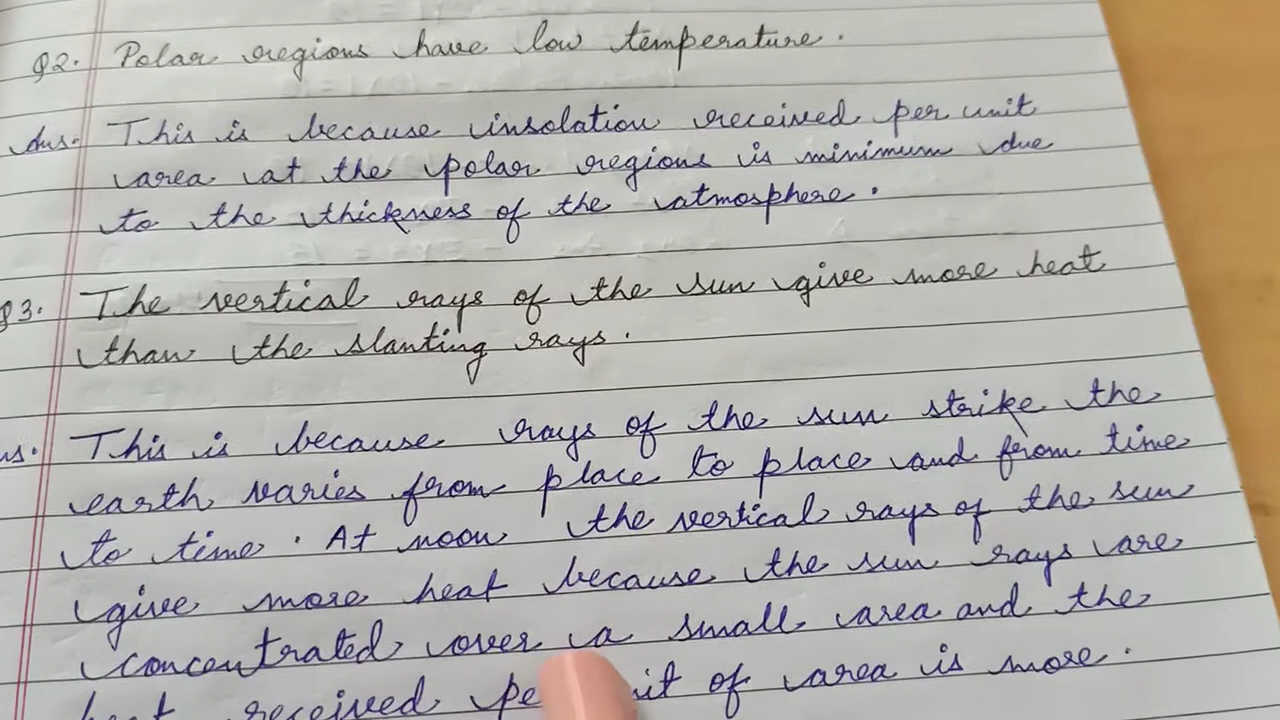 Q2. Polar regions have low temperature.
Ans. This is because insolation received per unit
area at the polar regions is minimum due
to the thickness of the atmosphere.
Q3. The vertical rays of the sun give more heat
than the slanting rays.
Ans. This is because rays of the sun strike the
earth varies from place to place and from time
to time. At noon the vertical rays of the sun
give more heat because the sun rays are
concentrated over a small area and the
heat received of area is more.